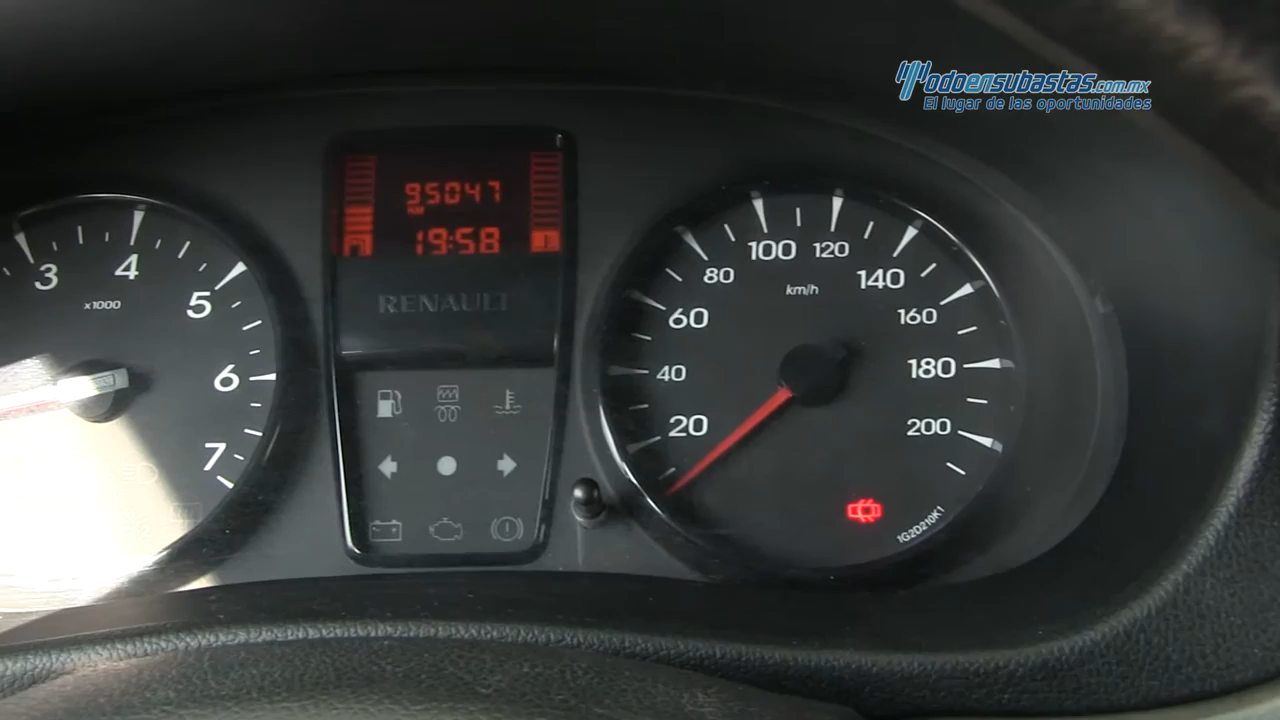 Todoensubastas.com.mx
El lugar de las oportunidades
95047
KM
19:58
RENAULT
3
4
5
6
7
x1000
20
40
60
80
100
120
140
160
180
200
km/h
1G2D210K1